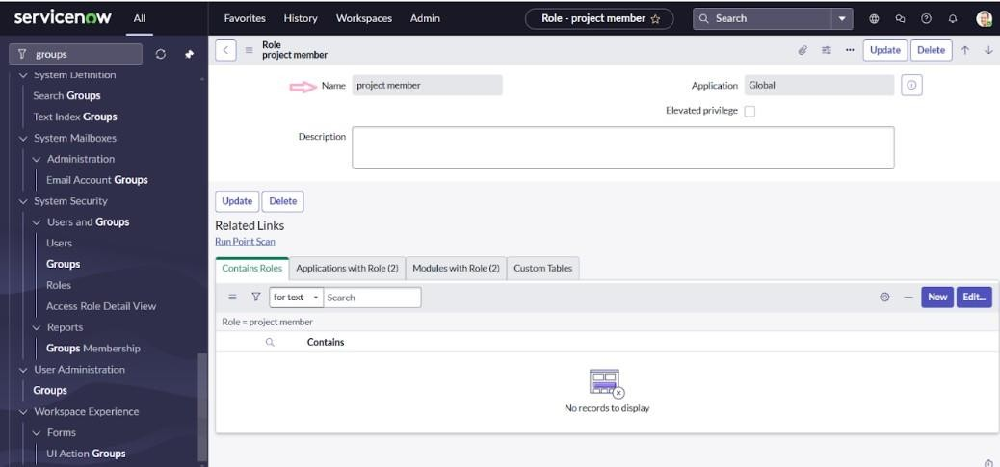 servicenow All Favorites History Workspaces Admin Role - project member Search
groups
Role
project member
Update Delete
System Definition
Search Groups
Text Index Groups
System Mailboxes
Administration
Email Account Groups
System Security
Users and Groups
Users
Groups
Roles
Access Role Detail View
Reports
Groups Membership
User Administration
Groups
Workspace Experience
Forms
UI Action Groups
Name project member Application Global
Elevated privilege
Description
Update Delete
Related Links
Run Point Scan
Contains Roles Applications with Role (2) Modules with Role (2) Custom Tables
for text Search New Edit...
Role = project member
Contains
No records to display